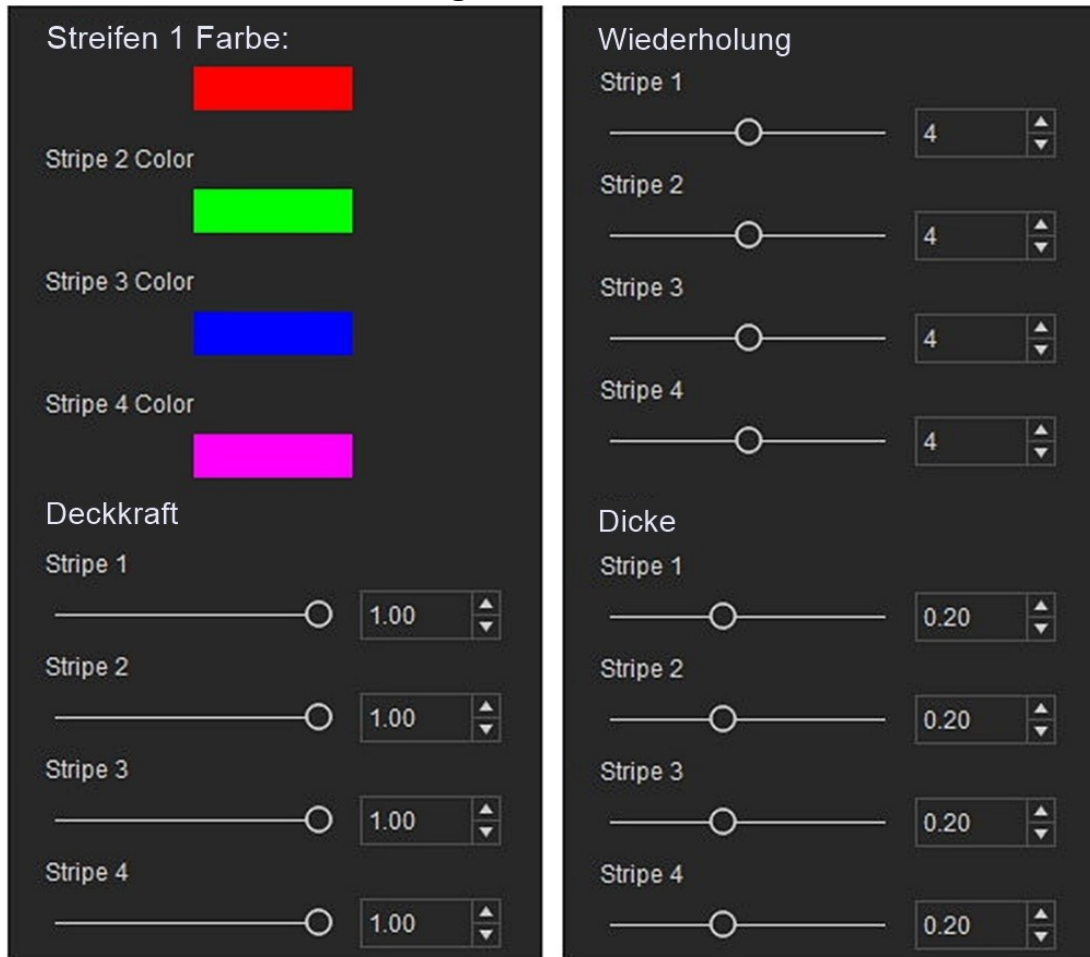 Streifen 1 Farbe:
Stripe 2 Color
Stripe 3 Color
Stripe 4 Color
Deckkraft
Stripe 1
1.00
Stripe 2
1.00
Stripe 3
1.00
Stripe 4
1.00
Wiederholung
Stripe 1
4
Stripe 2
4
Stripe 3
4
Stripe 4
4
Dicke
Stripe 1
0.20
Stripe 2
0.20
Stripe 3
0.20
Stripe 4
0.20